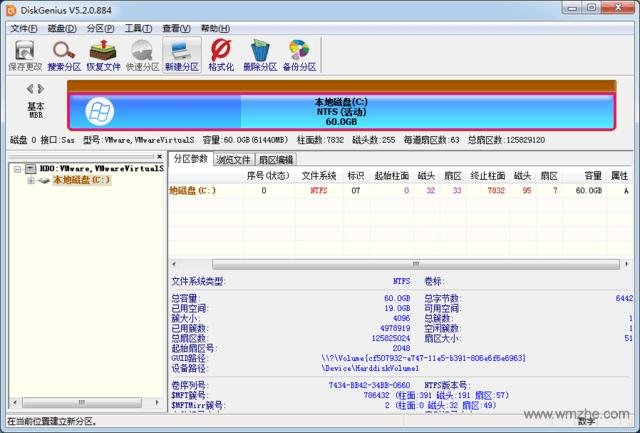 DiskGenius V5.2.0.884
文件(F) 磁盘(D) 分区(P) 工具(T) 查看(V) 帮助(H)
保存更改 搜索分区 恢复文件 快速分区 新建分区 格式化 删除分区 备份分区
基本
MBR
本地磁盘(C:)
NTFS (活动)
60.0GB
磁盘 0 接口:Sas 型号:VMware,VMwareVirtualS 容量:60.0GB(61440MB) 柱面数:7832 磁头数:255 每道扇区数:63 总扇区数:125829120
HD0:VMware,VMwareVirtualS
本地磁盘(C:)
分区参数 浏览文件 扇区编辑
序号(状态) 文件系统 标识 起始柱面 磁头 扇区 终止柱面 磁头 扇区 容量 属性
地磁盘(C:) 0 NTFS 07 0 32 33 7832 95 7 60.0GB A
文件系统类型: NTFS 卷标:
总容量: 60.0GB 总字节数: 6442
已用空间: 19.0GB 可用空间:
簇大小: 4096 总簇数: 1
已用簇数: 4978919 空闲簇数: 1
总扇区数: 125825024 扇区大小: 51
起始扇区号: 2048
GUID路径: \\?\Volume{cf507932-e747-11e5-b391-806e6f6e6963}
设备路径: \Device\HarddiskVolume1
卷序列号: 7434-BB42-34BB-0660 NTFS版本号:
$MFT簇号: 786432 (柱面:391 磁头:191 扇区:57)
$MFTMirr簇号: 2 (柱面:0 磁头:32 扇区:49)
在当前位置建立新分区。 数字
www.wmzhe.com